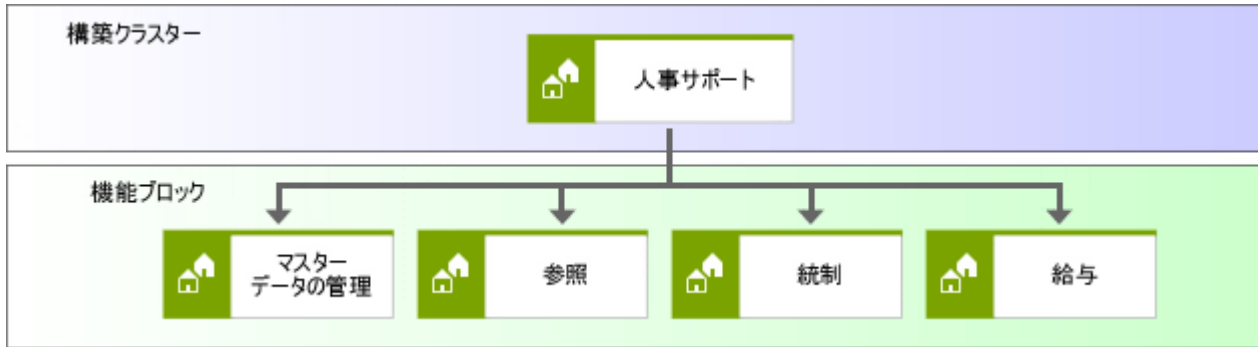 構築クラスター
人事サポート
機能ブロック
マスター
データの管理
参照
統制
給与